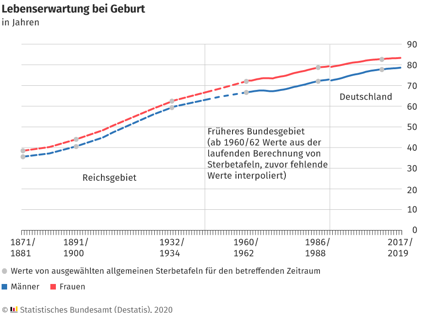 Lebenserwartung bei Geburt
in Jahren
90
80
70
60
50
40
30
20
10
0
Deutschland
Früheres Bundesgebiet
(ab 1960/62 Werte aus der
laufenden Berechnung von
Sterbetafeln, zuvor fehlende
Werte interpoliert)
Reichsgebiet
1871/ 1891/ 1932/ 1960/ 1986/ 2017/
1881 1900 1934 1962 1988 2019
Werte von ausgewählten allgemeinen Sterbetafeln für den betreffenden Zeitraum
Männer Frauen
© Statistisches Bundesamt (Destatis), 2020